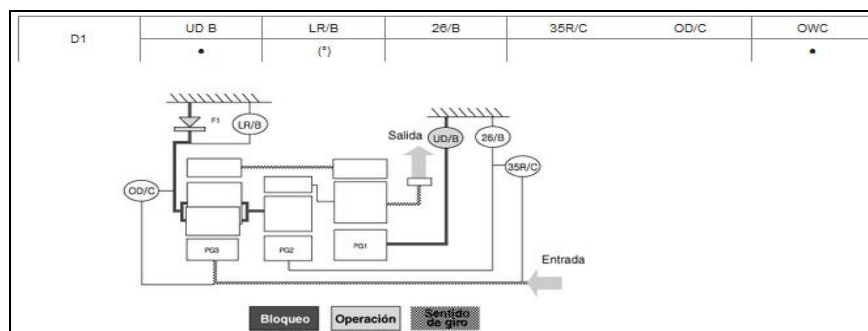 D1 UD B LR/B 26/B 35R/C OD/C OWC
• (*) •
F1 LR/B
Salida UD/B 26/B
35R/C
OD/C
PG3 PG2 PG1
Entrada
Bloqueo Operación Sentido
de giro